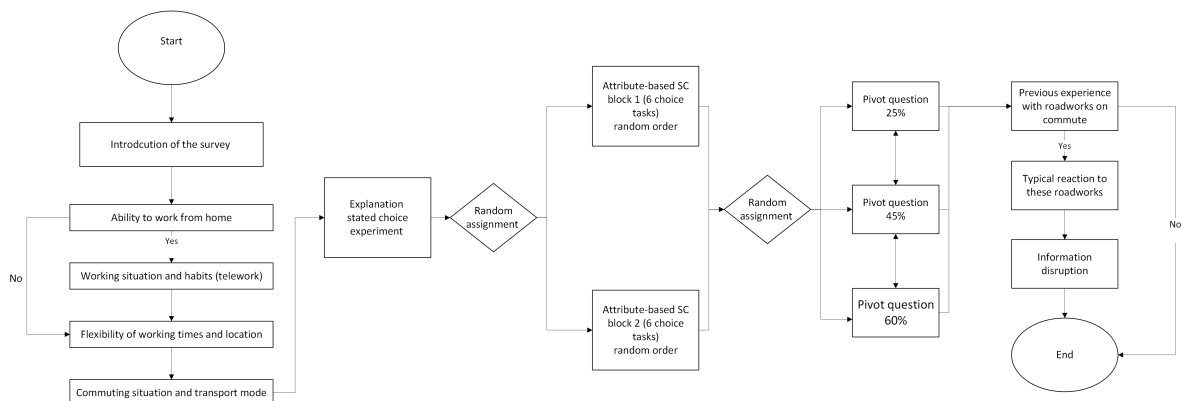 Start
Introdcution of the survey
Ability to work from home
Yes
No
Working situation and habits (telework)
Flexibility of working times and location
Commuting situation and transport mode
Explanation
stated choice
experiment
Random
assignment
Attribute-based SC
block 1 (6 choice
tasks)
random order
Attribute-based SC
block 2 (6 choice
tasks)
random order
Random
assignment
Pivot question
25%
Pivot question
45%
Pivot question
60%
Previous experience
with roadworks on
commute
Yes
No
Typical reaction to
these roadworks
Information
disruption
End